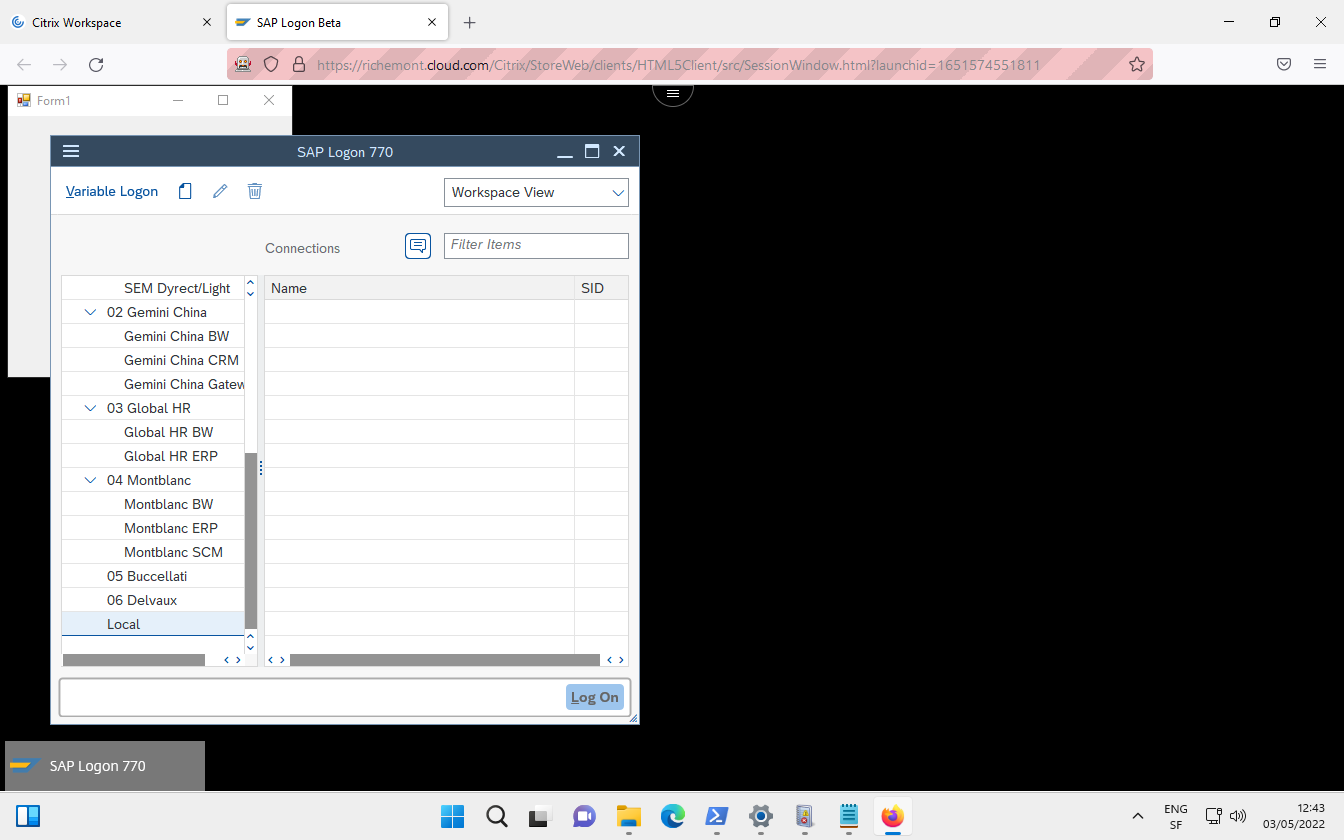 Citrix Workspace
SAP Logon Beta
https://richemont.cloud.com/Citrix/StoreWeb/clients/HTML5Client/src/SessionWindow.html?launchid=1651574551811
Form1
SAP Logon 770
Variable Logon
Workspace View
Connections
Filter Items
SEM Dyrect/Light
02 Gemini China
Gemini China BW
Gemini China CRM
Gemini China Gatew
03 Global HR
Global HR BW
Global HR ERP
04 Montblanc
Montblanc BW
Montblanc ERP
Montblanc SCM
05 Buccellati
06 Delvaux
Local
Name SID
Log On
SAP Logon 770
ENG
SF
12:43
03/05/2022